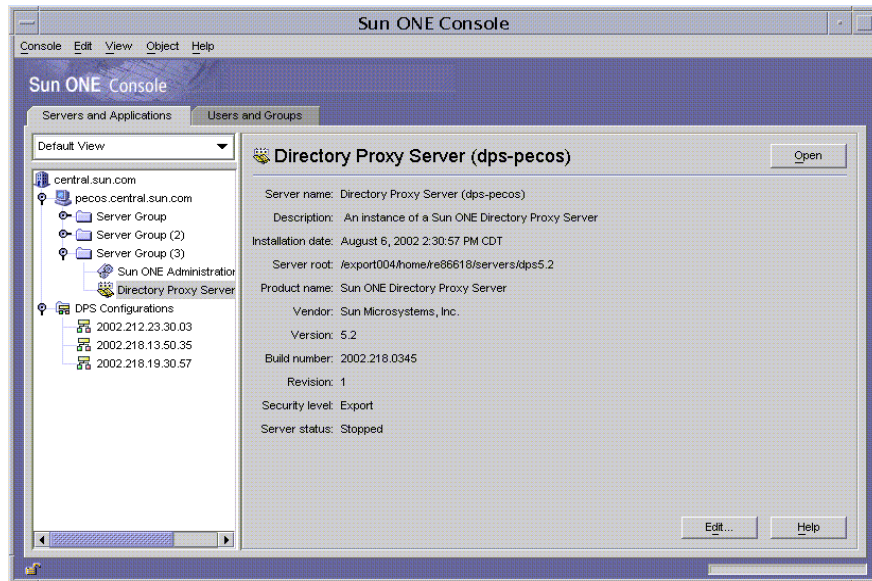 Sun ONE Console
Console Edit View Object Help
Sun ONE Console
Servers and Applications
Users and Groups
Default View
central.sun.com
pecos.central.sun.com
Server Group
Server Group (2)
Server Group (3)
Sun ONE Administration
Directory Proxy Server
DPS Configurations
2002.212.23.30.03
2002.218.13.50.35
2002.218.19.30.57
Directory Proxy Server (dps-pecos)
Open
Server name: Directory Proxy Server (dps-pecos)
Description: An instance of a Sun ONE Directory Proxy Server
Installation date: August 6, 2002 2:30:57 PM CDT
Server root: /export004/home/re86618/servers/dps5.2
Product name: Sun ONE Directory Proxy Server
Vendor: Sun Microsystems, Inc.
Version: 5.2
Build number: 2002.218.0345
Revision: 1
Security level: Export
Server status: Stopped
Edit...
Help